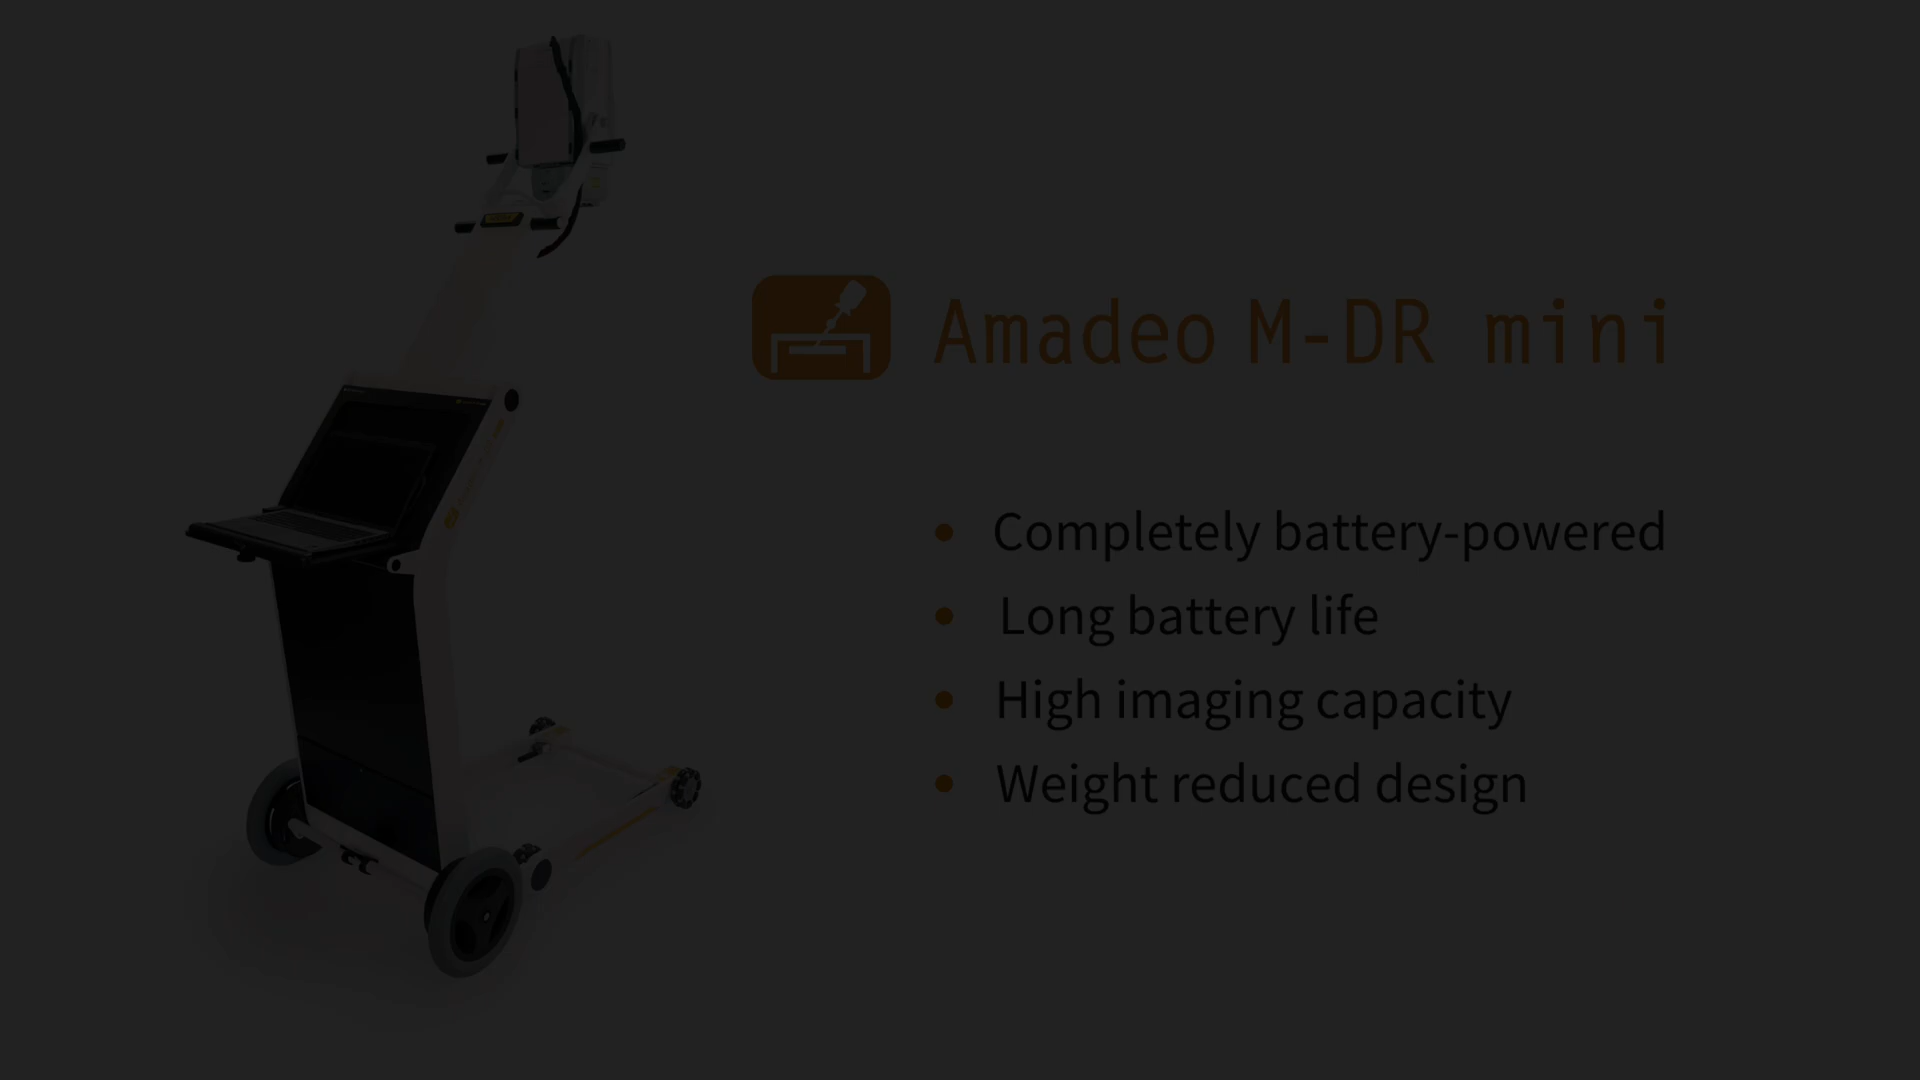 Amadeo M-DR mini
Completely battery-powered
Long battery life
High imaging capacity
Weight reduced design